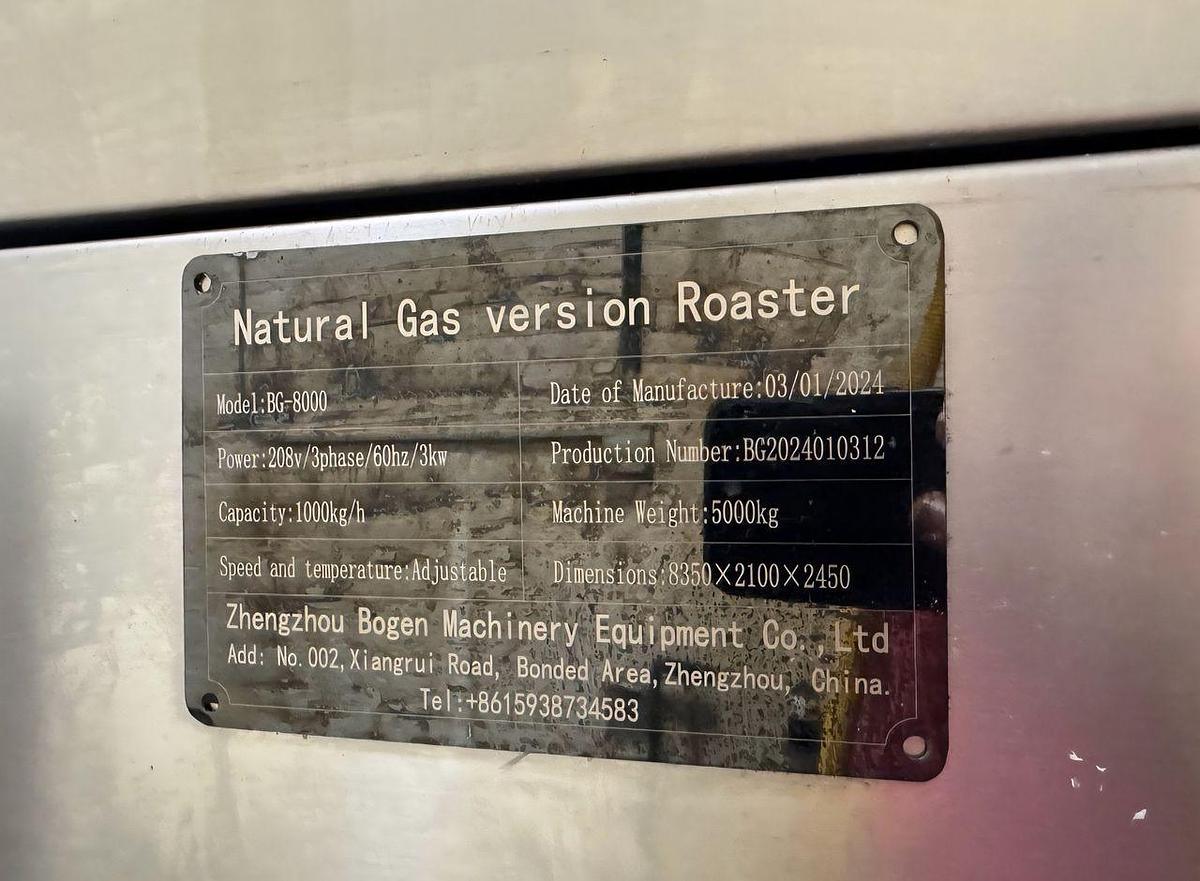 Natural Gas version Roaster
Model:BG-8000
Date of Manufacture:03/01/2024
Power:208v/3phase/60hz/3kw
Production Number:BG2024010312
Capacity:1000kg/h
Machine Weight:5000kg
Speed and temperature:Adjustable
Dimensions:8350×2100×2450
Zhengzhou Bogen Machinery Equipment Co.,Ltd
Add: No.002,Xiangrui Road, Bonded Area,Zhengzhou, China.
Tel:+8615938734583